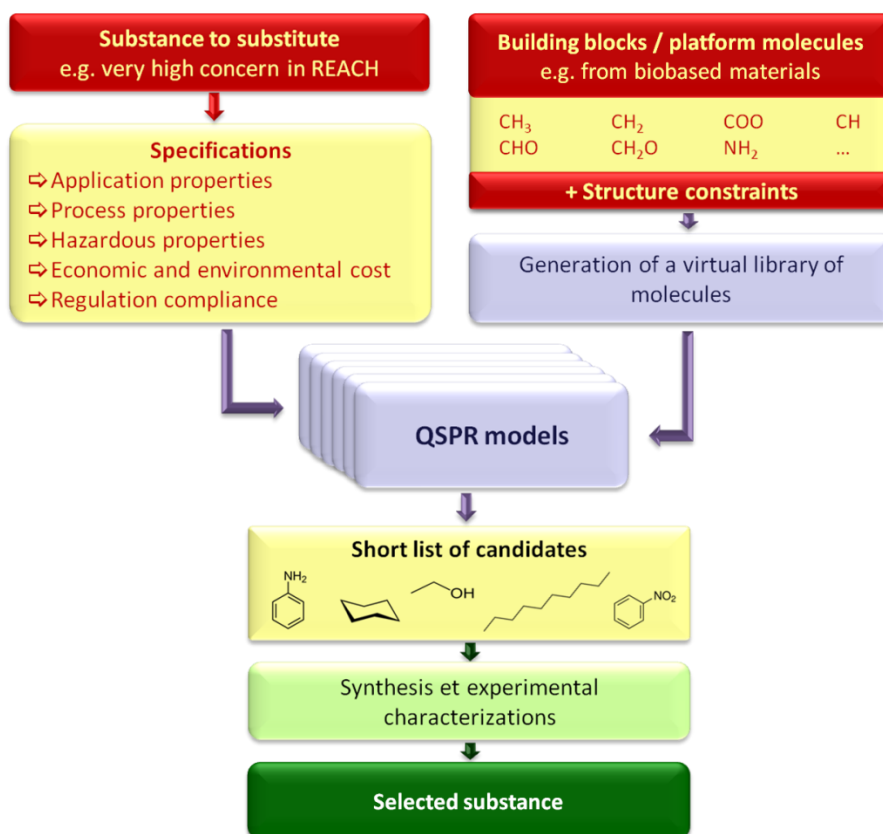 Substance to substitute
e.g. very high concern in REACH
Specifications
⇨Application properties
⇨Process properties
⇨Hazardous properties
⇨Economic and environmental cost
⇨Regulation compliance
Building blocks / platform molecules
e.g. from biobased materials
CH₃ CH₂ COO CH
CHO CH₂O NH₂ ...
+ Structure constraints
Generation of a virtual library of
molecules
QSPR models
Short list of candidates
NH₂
OH
NO₂
Synthesis et experimental
characterizations
Selected substance